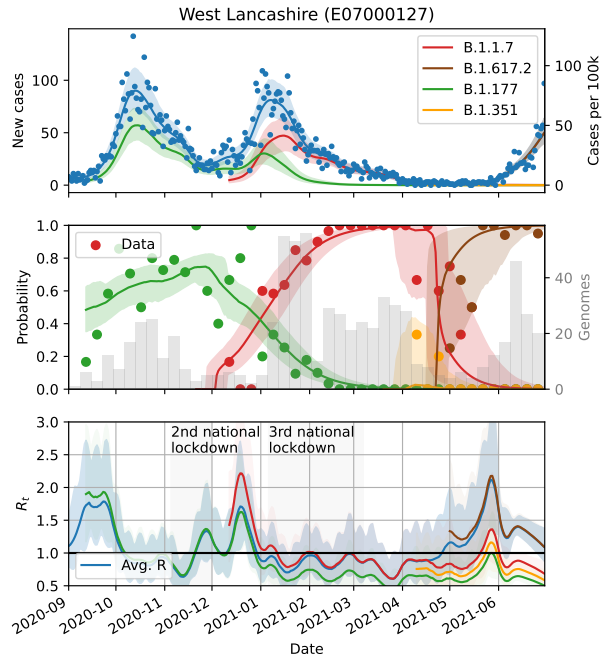 West Lancashire (E07000127)
New cases
100
50
0
B.1.1.7
B.1.617.2
B.1.177
B.1.351
Cases per 100k
100k
50k
0
Probability
1.0
0.8
0.6
0.4
0.2
0.0
Data
Genomes
40
20
0
R_t
3.0
2.5
2.0
1.5
1.0
0.5
2nd national
lockdown
3rd national
lockdown
Avg. R
2020-09
2020-10
2020-11
2020-12
2021-01
2021-02
2021-03
2021-04
2021-05
2021-06
Date